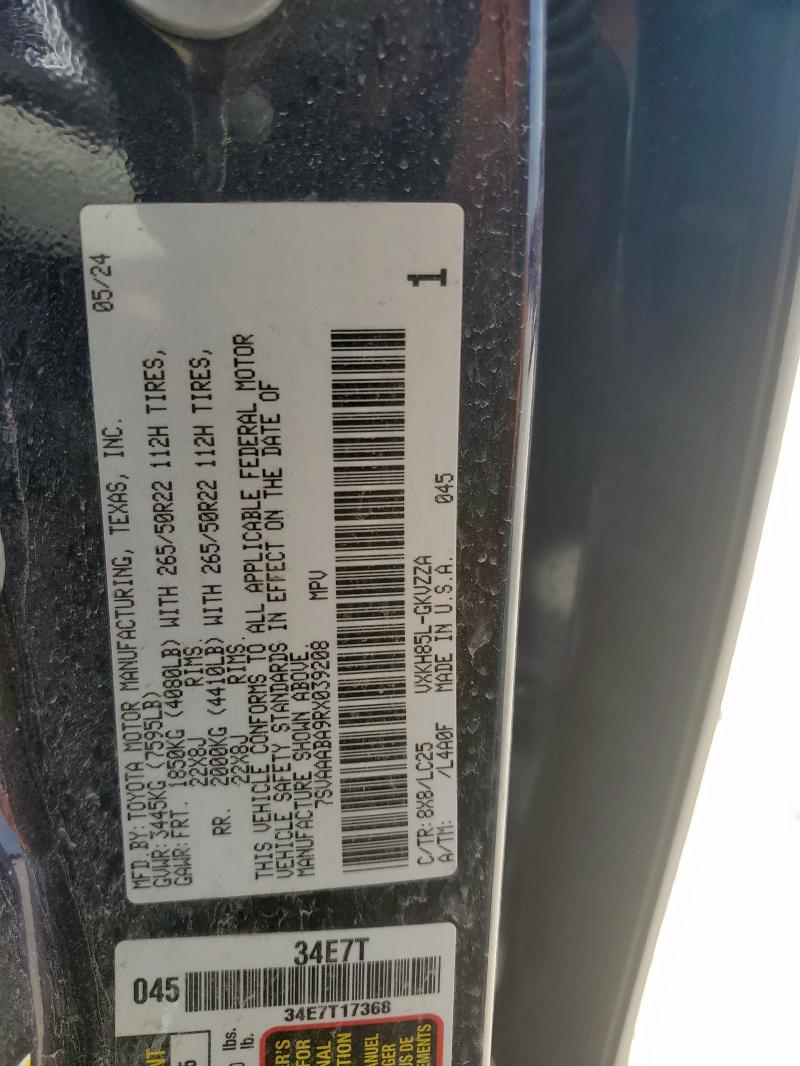 MFD BY: TOYOTA MOTOR MANUFACTURING, TEXAS, INC. 05/24
GVWR: 3445KG (7595LB)
GAWR: FRT. 1850KG (4080LB) WITH 265/50R22 112H TIRES,
22X8J RIMS.
RR. 2000KG (4410LB) WITH 265/50R22 112H TIRES,
22X8J RIMS.
THIS VEHICLE CONFORMS TO ALL APPLICABLE FEDERAL MOTOR
VEHICLE SAFETY STANDARDS IN EFFECT ON THE DATE OF
MANUFACTURE SHOWN ABOVE.
7SVAAABA9RX039208 MPV
1
C/TR: 8X8/LC25 VXKH85L-GKVZZA 045
A/TM: /L4A0F MADE IN U.S.A.
34E7T
045
34E7T17368
lbs.
lb.